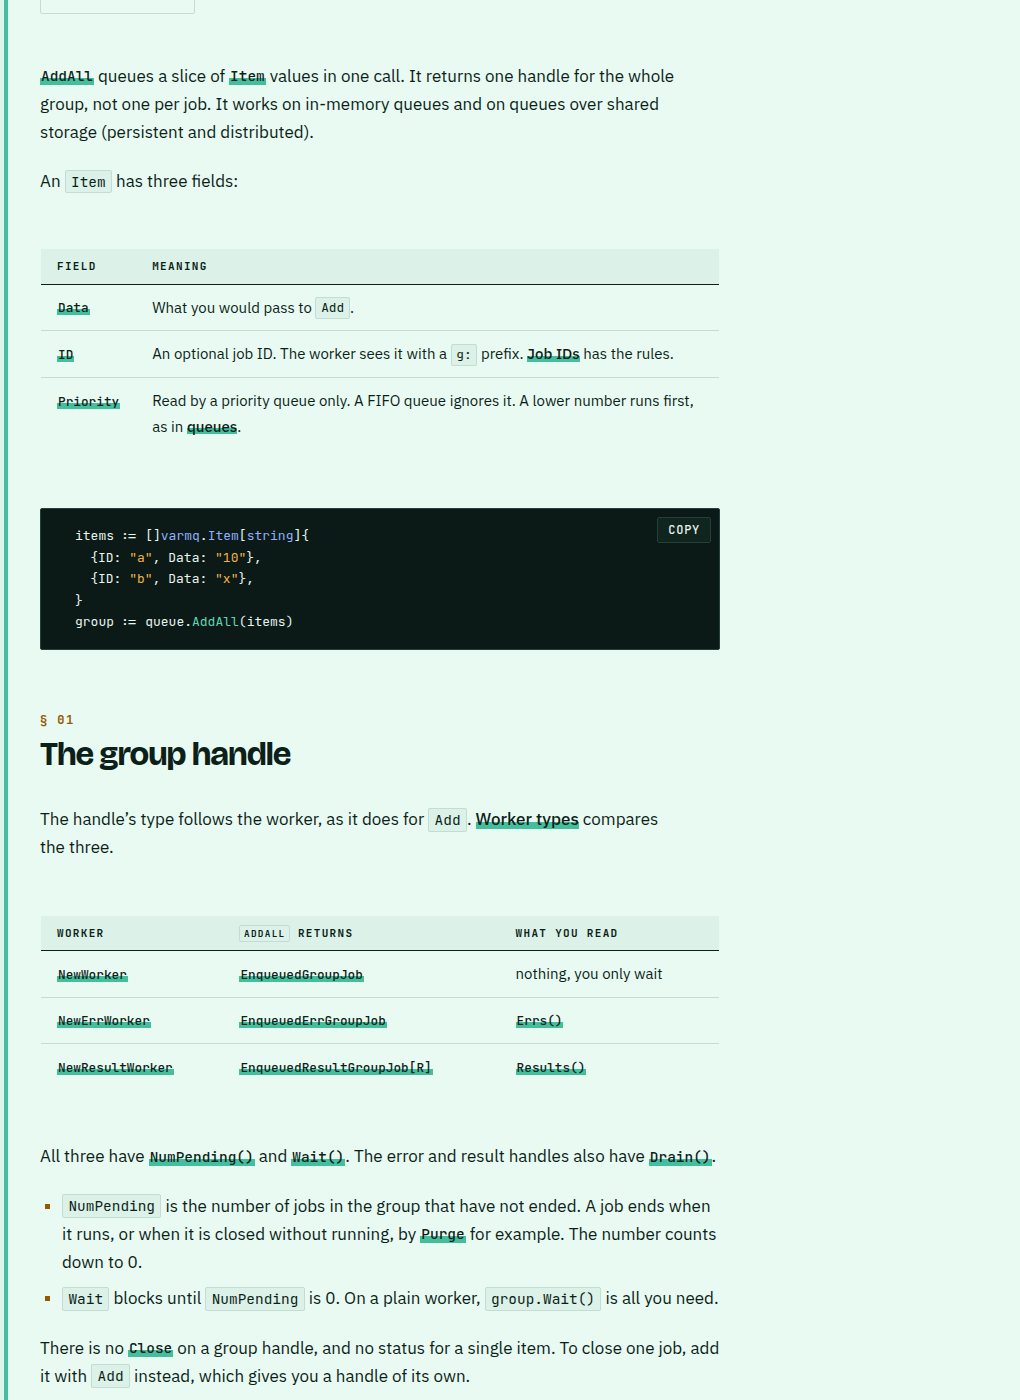 AddAll queues a slice of Item values in one call. It returns one handle for the whole
group, not one per job. It works on in-memory queues and on queues over shared
storage (persistent and distributed).
An Item has three fields:
FIELD MEANING
Data What you would pass to Add.
ID An optional job ID. The worker sees it with a g: prefix. Job IDs has the rules.
Priority Read by a priority queue only. A FIFO queue ignores it. A lower number runs first,
as in queues.
COPY
items := []varmq.Item[string]{
  {ID: "a", Data: "10"},
  {ID: "b", Data: "x"},
}
group := queue.AddAll(items)
§ 01
The group handle
The handle’s type follows the worker, as it does for Add. Worker types compares
the three.
WORKER ADDALL RETURNS WHAT YOU READ
NewWorker EnqueuedGroupJob nothing, you only wait
NewErrWorker EnqueuedErrGroupJob Errs()
NewResultWorker EnqueuedResultGroupJob[R] Results()
All three have NumPending() and Wait(). The error and result handles also have Drain().
NumPending is the number of jobs in the group that have not ended. A job ends when
it runs, or when it is closed without running, by Purge for example. The number counts
down to 0.
Wait blocks until NumPending is 0. On a plain worker, group.Wait() is all you need.
There is no Close on a group handle, and no status for a single item. To close one job, add
it with Add instead, which gives you a handle of its own.